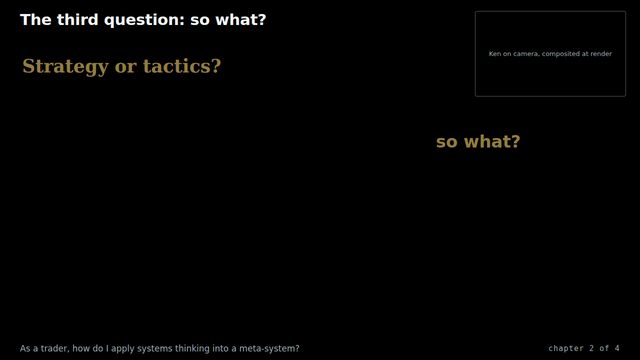 The third question: so what?
Ken on camera, composited at render
Strategy or tactics?
so what?
As a trader, how do I apply systems thinking into a meta-system?
chapter 2 of 4